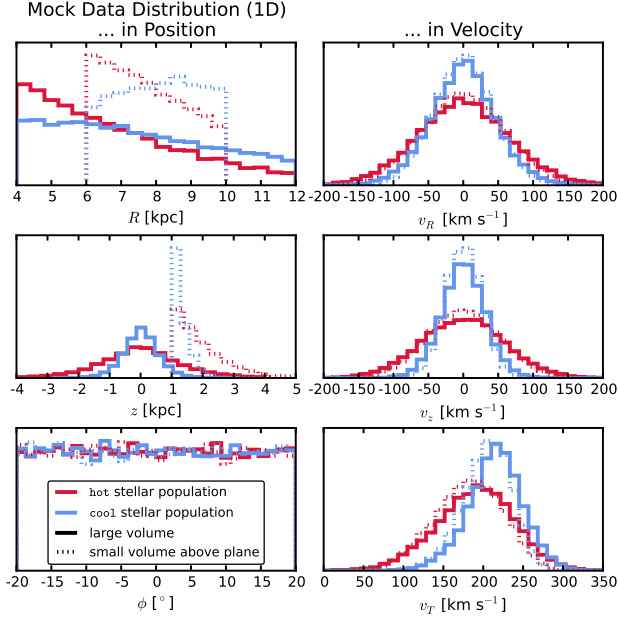 Mock Data Distribution (1D)
... in Position
... in Velocity
4 5 6 7 8 9 10 11 12
R [kpc]
-200 -150 -100 -50 0 50 100 150 200
v_R [km s⁻¹]
-4 -3 -2 -1 0 1 2 3 4 5
z [kpc]
-200 -150 -100 -50 0 50 100 150 200
v_z [km s⁻¹]
hot stellar population
cool stellar population
large volume
small volume above plane
-20 -15 -10 -5 0 5 10 15 20
ϕ [°]
0 50 100 150 200 250 300 350
v_T [km s⁻¹]